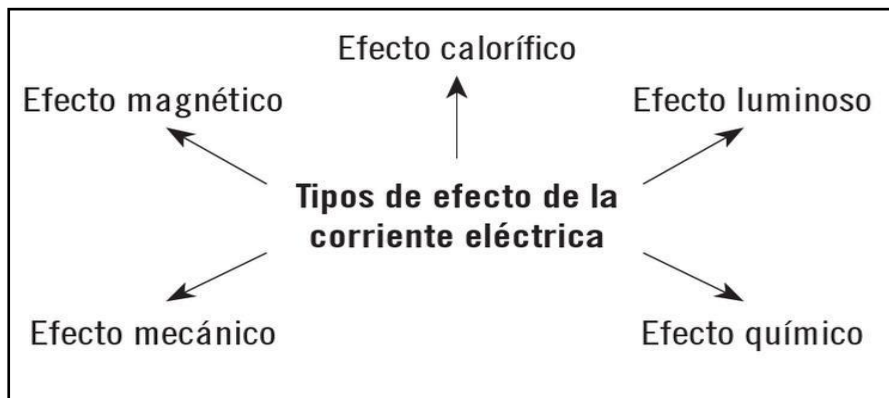 Efecto calorífico
Efecto magnético
Efecto luminoso
Tipos de efecto de la
corriente eléctrica
Efecto mecánico
Efecto químico